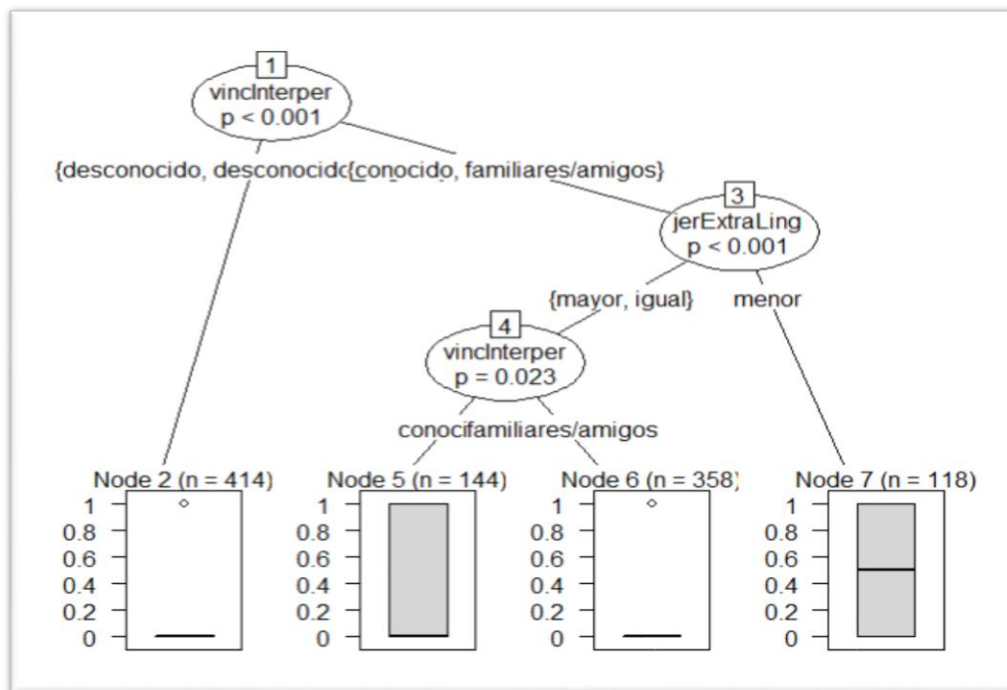 1
vincInterper
p < 0.001
{desconocido, desconocido {conocido, familiares/amigos}
3
jerExtraLing
p < 0.001
{mayor, igual} menor
4
vincInterper
p = 0.023
conocifamiliares/amigos
Node 2 (n = 414) Node 5 (n = 144) Node 6 (n = 358) Node 7 (n = 118)
1 1 1 1
0.8 0.8 0.8 0.8
0.6 0.6 0.6 0.6
0.4 0.4 0.4 0.4
0.2 0.2 0.2 0.2
0 0 0 0